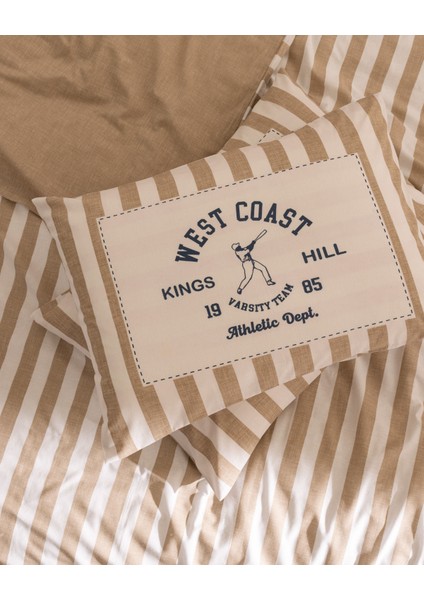 WEST COAST
KINGS HILL
19 85
VARSITY TEAM
Athletic Dept.